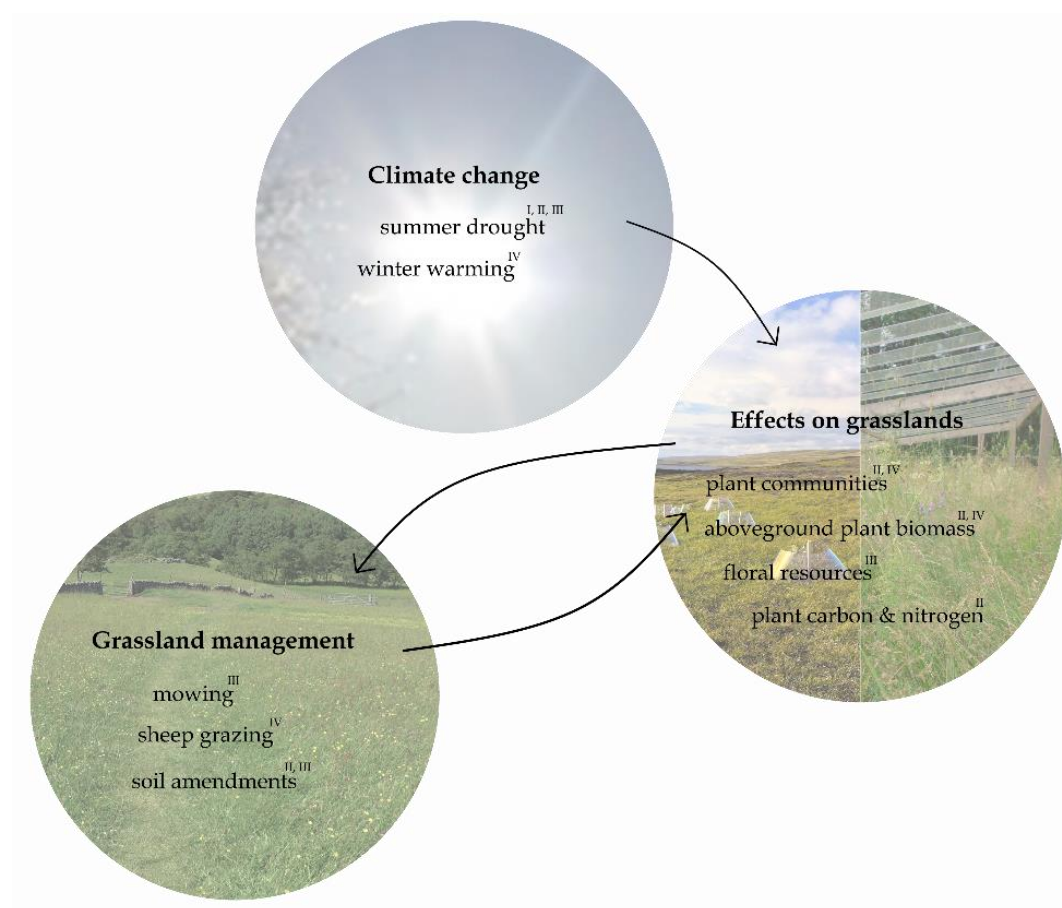 Climate change
summer drought I, II, III
winter warming IV
Effects on grasslands
plant communities II, IV
aboveground plant biomass II, IV
floral resources III
plant carbon & nitrogen II
Grassland management
mowing III
sheep grazing IV
soil amendments II, III